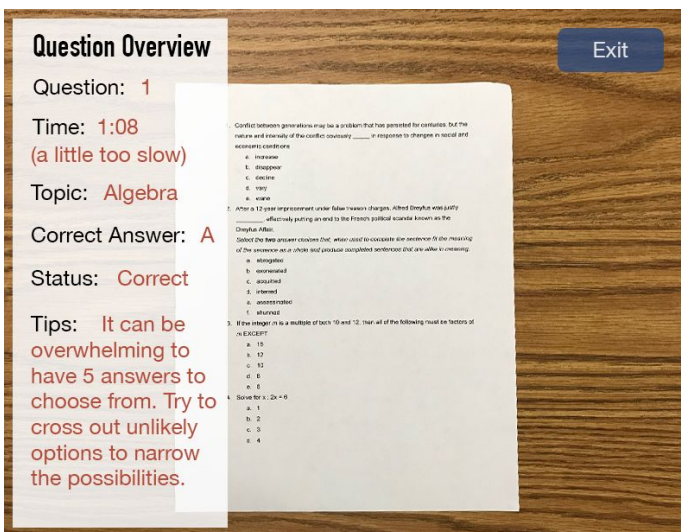 Question Overview
Question: 1
Time: 1:08
(a little too slow)
Topic: Algebra
Correct Answer: A
Status: Correct
Tips: It can be
overwhelming to
have 5 answers to
choose from. Try to
cross out unlikely
options to narrow
the possibilities.
Exit
Conflict between generations may be a problem that has persisted for centuries, but the
nature and intensity of the conflict obviously _____ in response to changes in social and
economic conditions
a. increase
b. disappear
c. decline
d. vary
e. wane
2. After a 12-year imprisonment under false treason charges, Alfred Dreyfus was justly
________, effectively putting an end to the French political scandal known as the
Dreyfus Affair.
Select the two answer choices that, when used to complete the sentence fit the meaning
of the sentence as a whole and produce completed sentences that are alike in meaning.
a. abrogated
b. exonerated
c. acquitted
d. interred
e. assassinated
f. shunned
3. If the integer m is a multiple of both 10 and 12, then all of the following must be factors of
m EXCEPT
a. 15
b. 12
c. 10
d. 8
e. 6
4. Solve for x: 2x = 6
a. 1
b. 2
c. 3
4